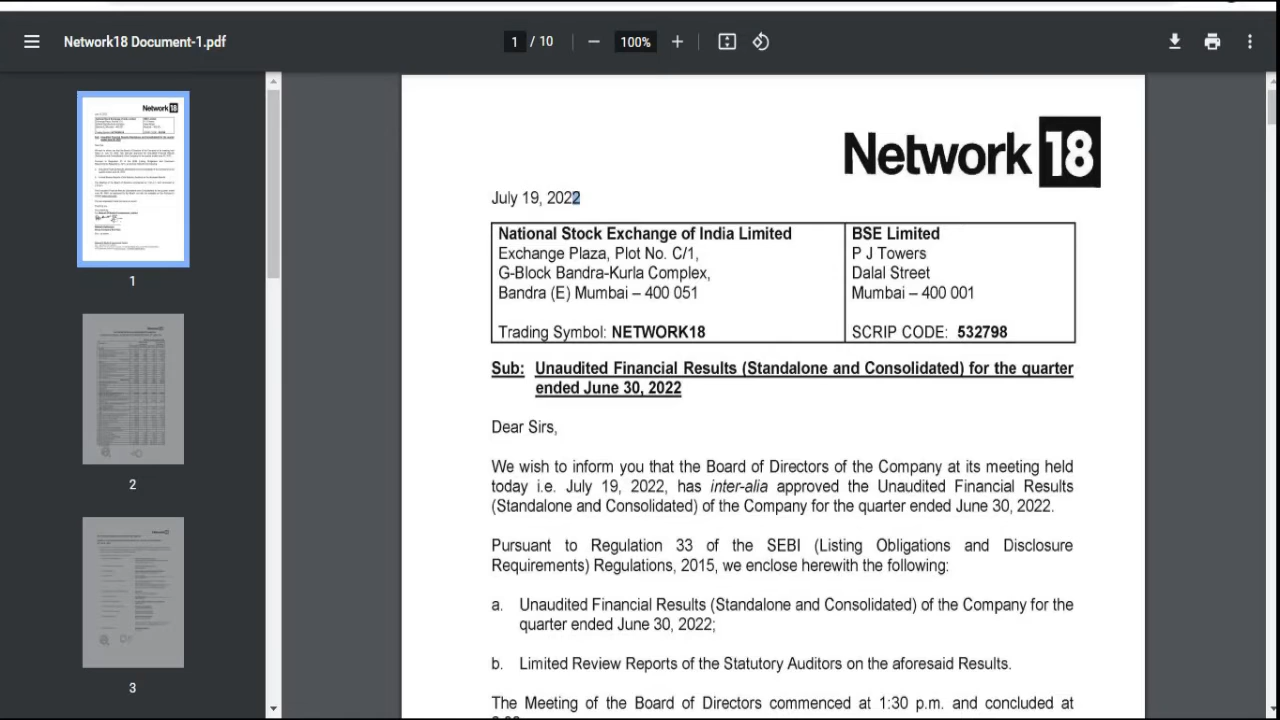 Network18 Document-1.pdf
1 / 10
100%
Network 18
July 19, 2022
National Stock Exchange of India Limited
Exchange Plaza, Plot No. C/1,
G-Block Bandra-Kurla Complex,
Bandra (E) Mumbai – 400 051
Trading Symbol: NETWORK18
BSE Limited
P J Towers
Dalal Street
Mumbai – 400 001
SCRIP CODE: 532798
Sub: Unaudited Financial Results (Standalone and Consolidated) for the quarter
ended June 30, 2022
Dear Sirs,
We wish to inform you that the Board of Directors of the Company at its meeting held
today i.e. July 19, 2022, has inter-alia approved the Unaudited Financial Results
(Standalone and Consolidated) of the Company for the quarter ended June 30, 2022.
Pursuant to Regulation 33 of the SEBI (Listing Obligations and Disclosure
Requirements) Regulations, 2015, we enclose herewith the following:
a. Unaudited Financial Results (Standalone and Consolidated) of the Company for the
quarter ended June 30, 2022;
b. Limited Review Reports of the Statutory Auditors on the aforesaid Results.
The Meeting of the Board of Directors commenced at 1:30 p.m. and concluded at
Network 18
1
2
3